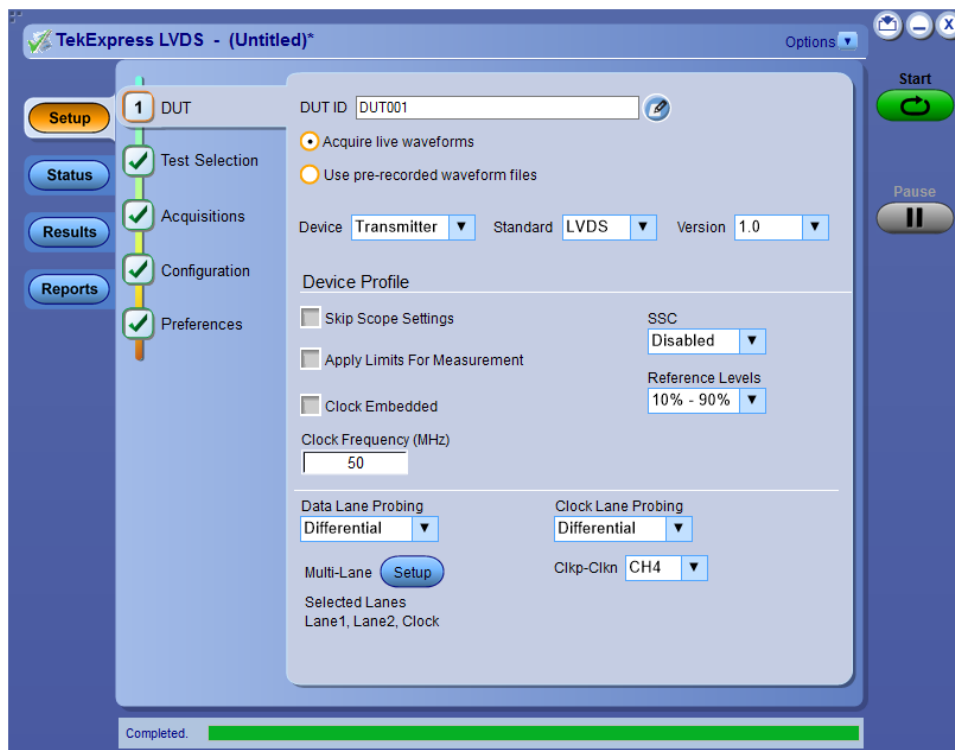 TekExpress LVDS - (Untitled)*
Options
Start
Pause
Setup
Status
Results
Reports
1 DUT
Test Selection
Acquisitions
Configuration
Preferences
DUT ID DUT001
Acquire live waveforms
Use pre-recorded waveform files
Device Transmitter Standard LVDS Version 1.0
Device Profile
Skip Scope Settings
Apply Limits For Measurement
Clock Embedded
SSC
Disabled
Reference Levels
10% - 90%
Clock Frequency (MHz)
50
Data Lane Probing
Differential
Clock Lane Probing
Differential
Multi-Lane Setup
Clkp-Clkn CH4
Selected Lanes
Lane1, Lane2, Clock
Completed.